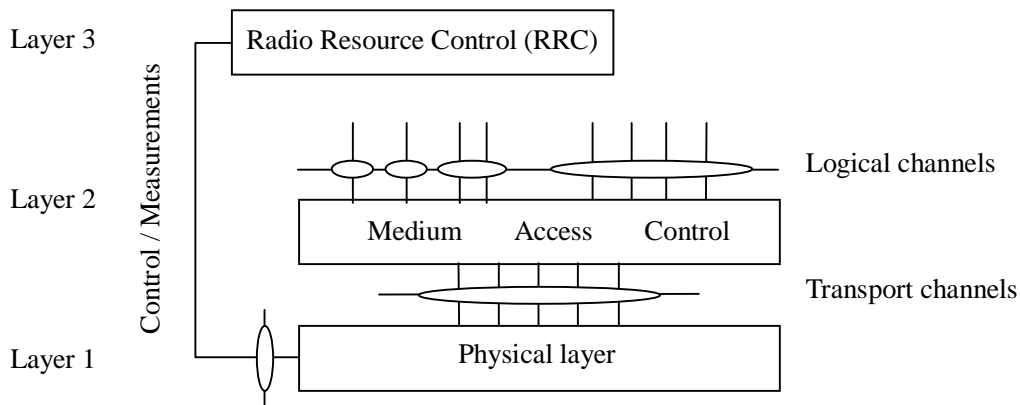 Layer 3
Radio Resource Control (RRC)
Control / Measurements
Logical channels
Layer 2
Medium Access Control
Transport channels
Layer 1
Physical layer